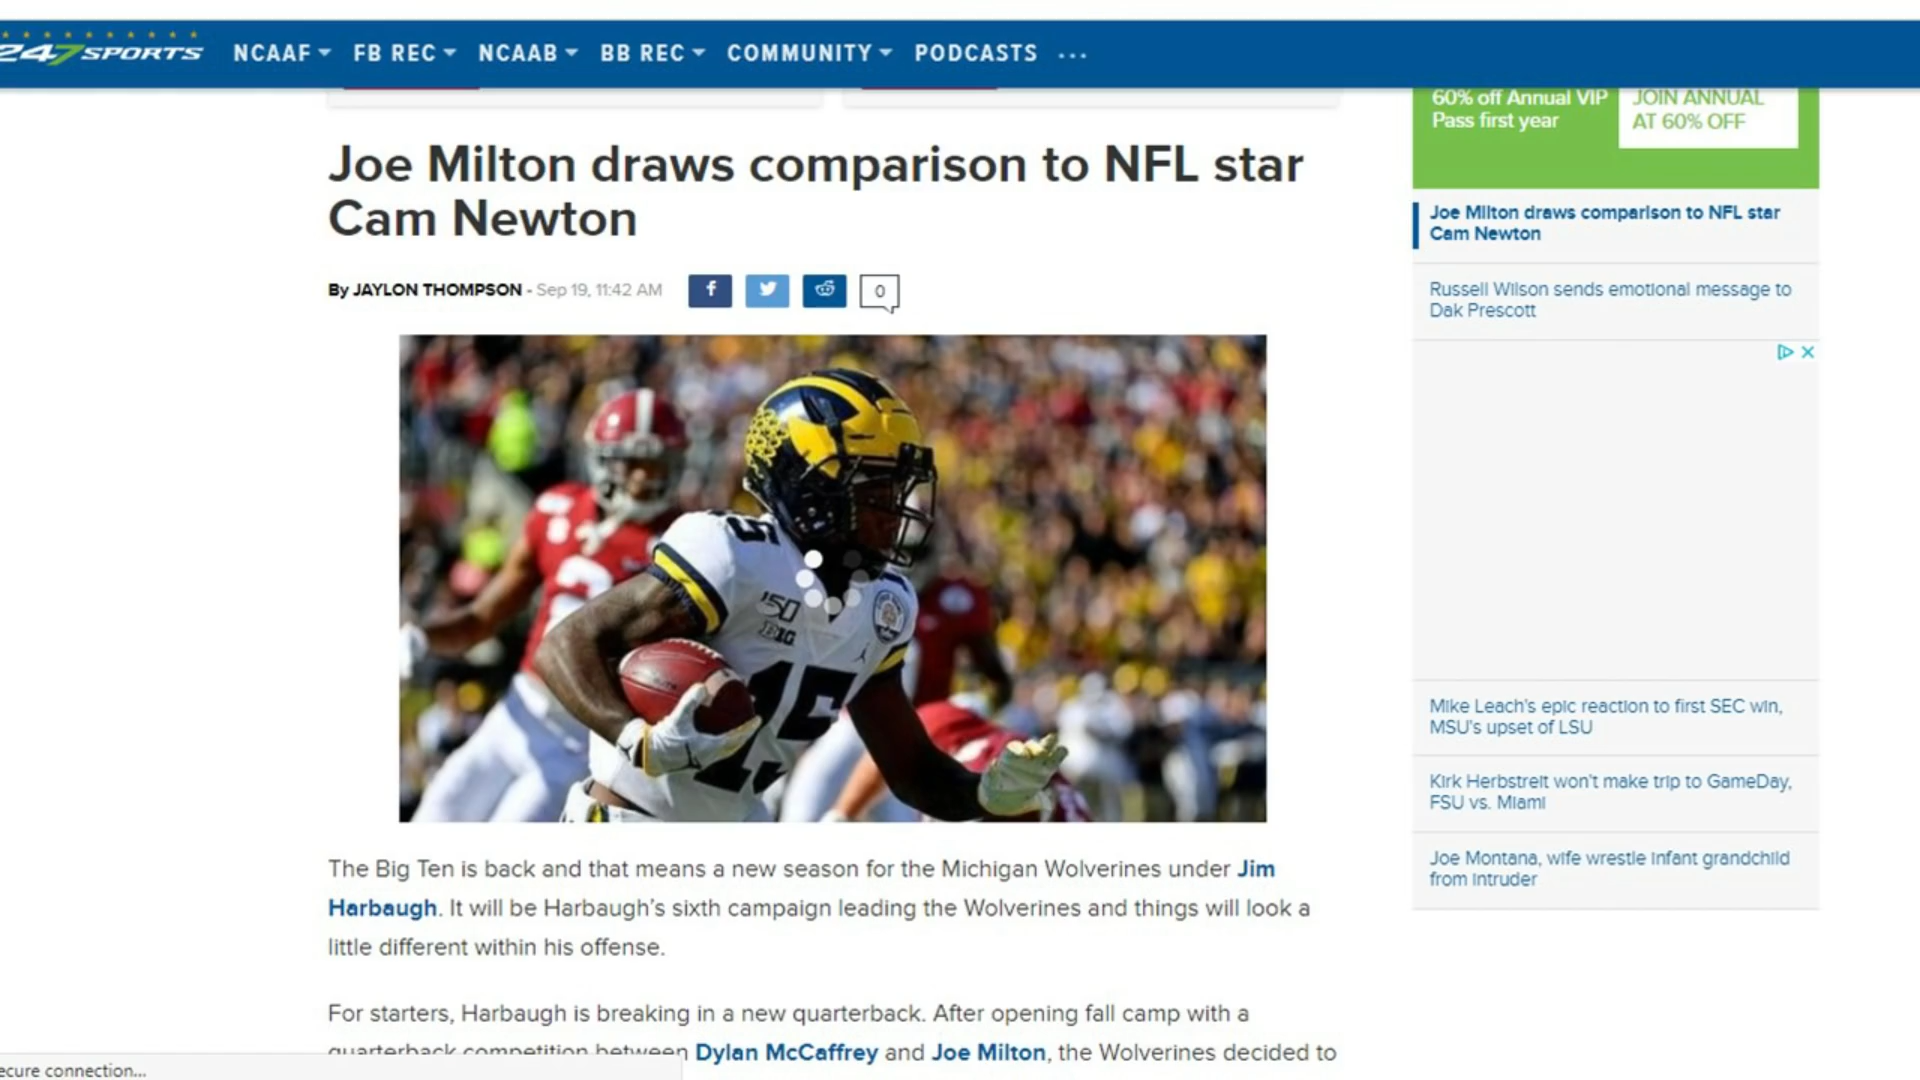 247SPORTS NCAAF FB REC NCAAB BB REC COMMUNITY PODCASTS ...
60% off Annual VIP
Pass first year
JOIN ANNUAL
AT 60% OFF
Joe Milton draws comparison to NFL star
Cam Newton
By JAYLON THOMPSON - Sep 19, 11:42 AM
f
0
15
150
B1G
15
The Big Ten is back and that means a new season for the Michigan Wolverines under Jim
Harbaugh. It will be Harbaugh's sixth campaign leading the Wolverines and things will look a
little different within his offense.
For starters, Harbaugh is breaking in a new quarterback. After opening fall camp with a
quarterback competition between Dylan McCaffrey and Joe Milton, the Wolverines decided to
Joe Milton draws comparison to NFL star
Cam Newton
Russell Wilson sends emotional message to
Dak Prescott
Mike Leach's epic reaction to first SEC win,
MSU's upset of LSU
Kirk Herbstreit won't make trip to GameDay,
FSU vs. Miami
Joe Montana, wife wrestle infant grandchild
from intruder
ecure connection...